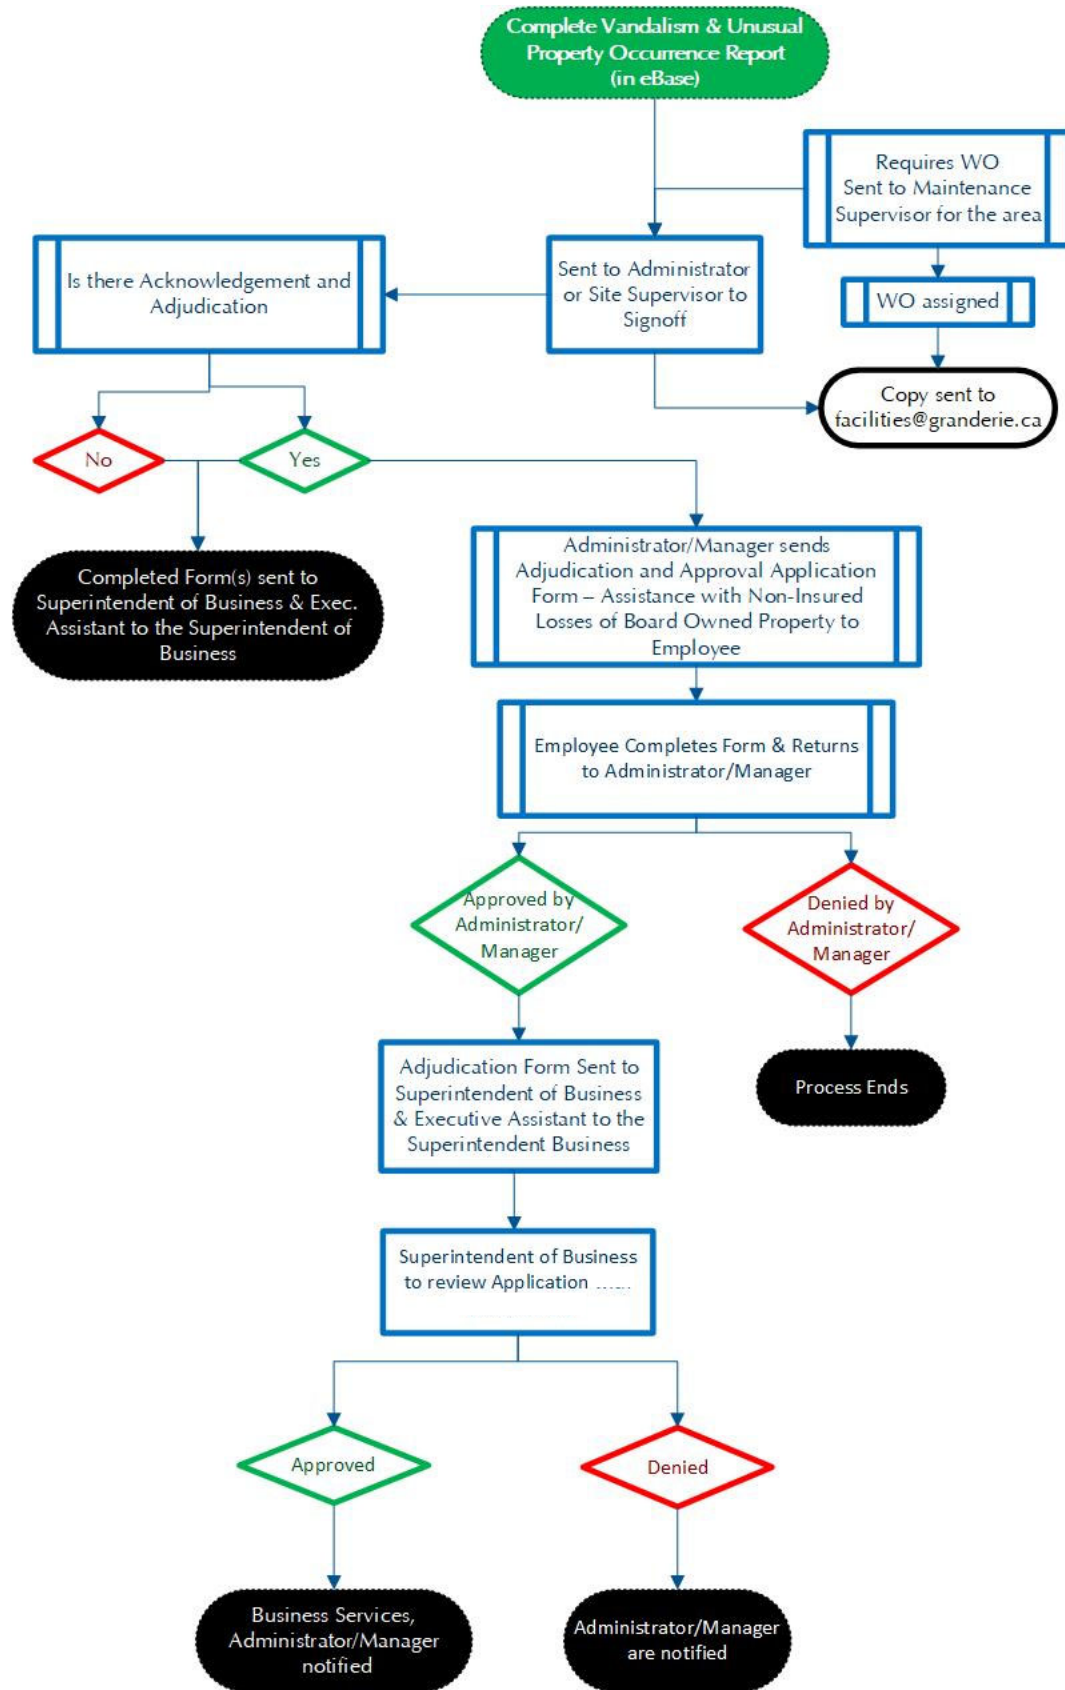 Complete Vandalism & Unusual
Property Occurrence Report
(in eBase)
Requires WO
Sent to Maintenance
Supervisor for the area
Is there Acknowledgement and
Adjudication
Sent to Administrator
or Site Supervisor to
Signoff
WO assigned
Copy sent to
facilities@granderie.ca
No
Yes
Completed Form(s) sent to
Superintendent of Business & Exec.
Assistant to the Superintendent of
Business
Administrator/Manager sends
Adjudication and Approval Application
Form – Assistance with Non-Insured
Losses of Board Owned Property to
Employee
Employee Completes Form & Returns
to Administrator/Manager
Approved by
Administrator/
Manager
Denied by
Administrator/
Manager
Adjudication Form Sent to
Superintendent of Business
& Executive Assistant to the
Superintendent Business
Process Ends
Superintendent of Business
to review Application
Approved
Denied
Business Services,
Administrator/Manager
notified
Administrator/Manager
are notified